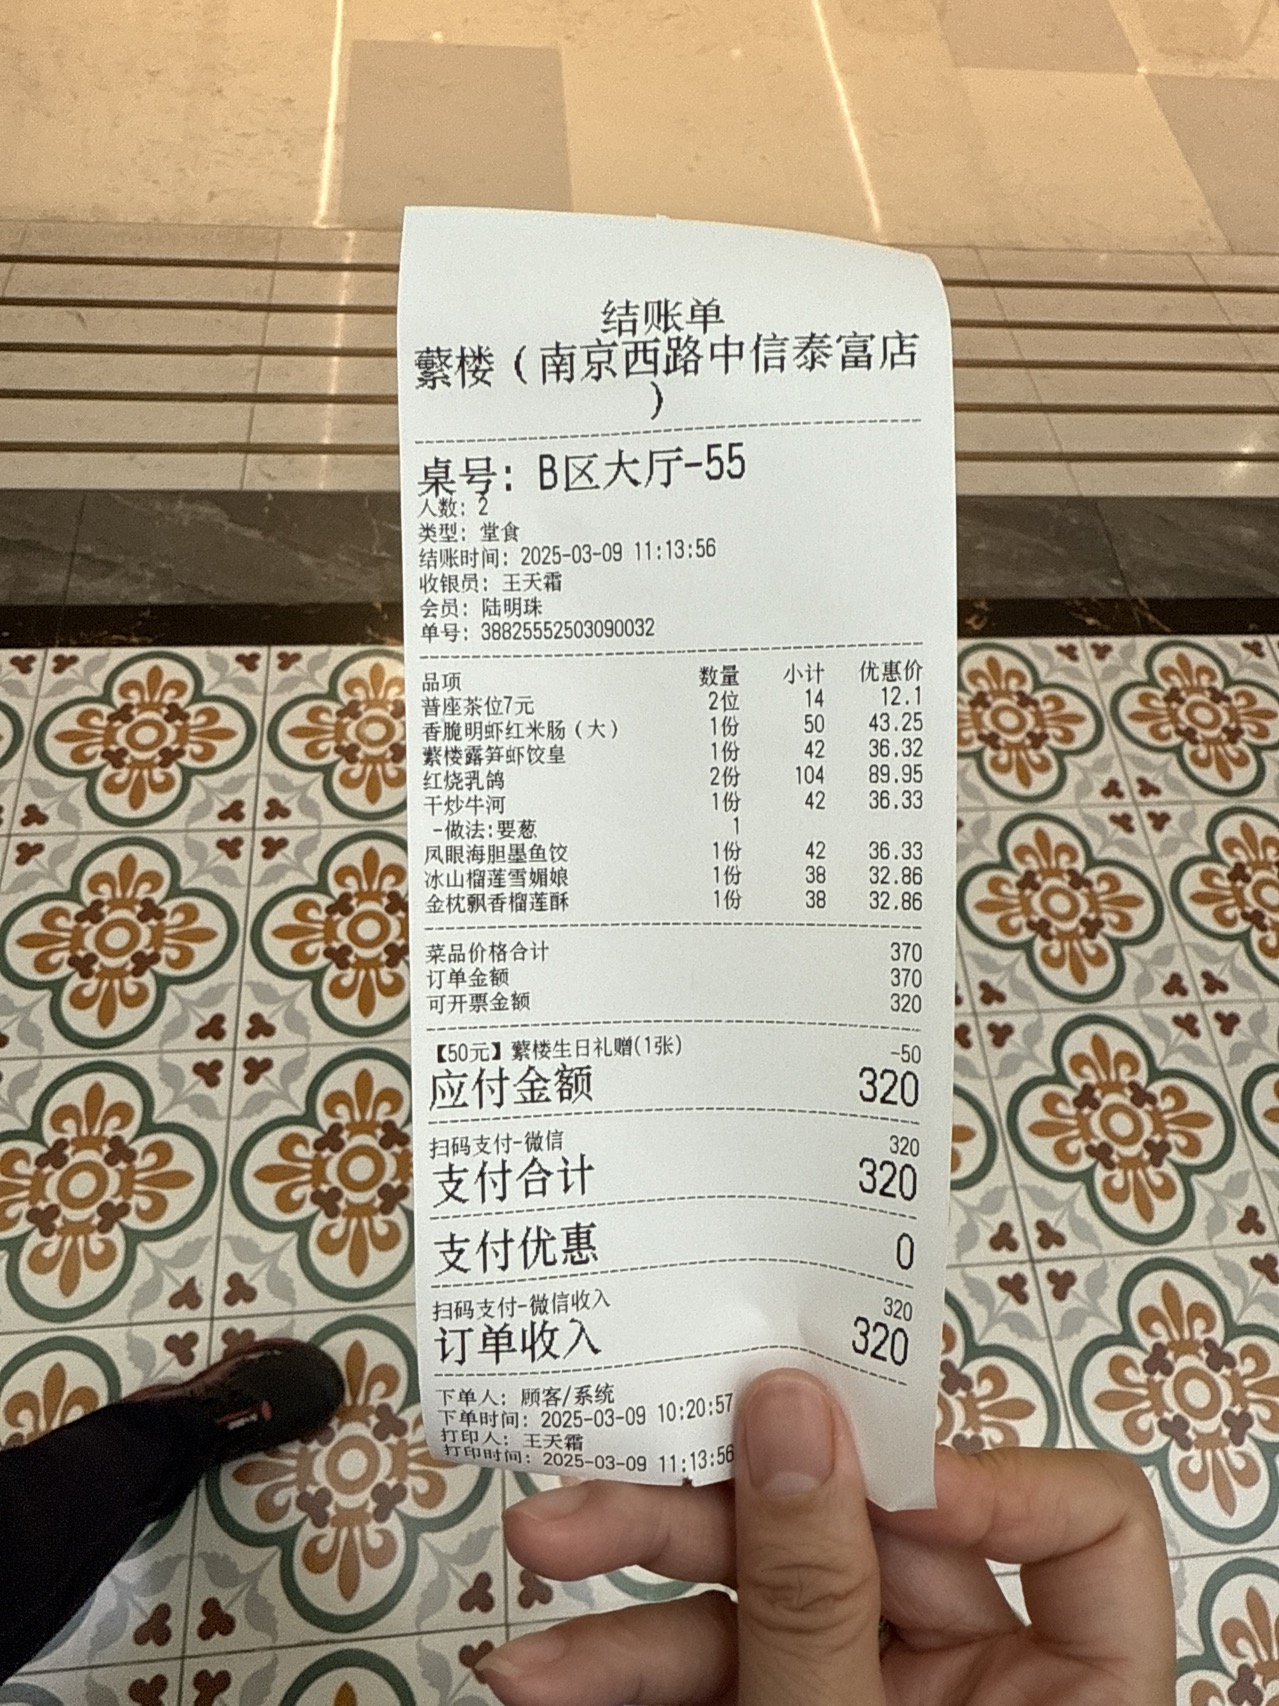 结账单
蘩楼（南京西路中信泰富店
）
桌号：B区大厅-55
人数：2
类型：堂食
结账时间：2025-03-09 11:13:56
收银员：王天霜
会员：陆明珠
单号：38825552503090032
品项 数量 小计 优惠价
普座茶位7元 2位 14 12.1
香脆明虾红米肠（大） 1份 50 43.25
蘩楼露笋虾饺皇 1份 42 36.32
红烧乳鸽 2份 104 89.95
干炒牛河 1份 42 36.33
-做法:要葱 1
凤眼海胆墨鱼饺 1份 42 36.33
冰山榴莲雪媚娘 1份 38 32.86
金枕飘香榴莲酥 1份 38 32.86
菜品价格合计 370
订单金额 370
可开票金额 320
【50元】蘩楼生日礼赠(1张) -50
应付金额 320
扫码支付-微信 320
支付合计 320
支付优惠 0
扫码支付-微信收入 320
订单收入 320
下单人：顾客/系统
下单时间：2025-03-09 10:20:57
打印人：王天霜
打印时间：2025-03-09 11:13:56